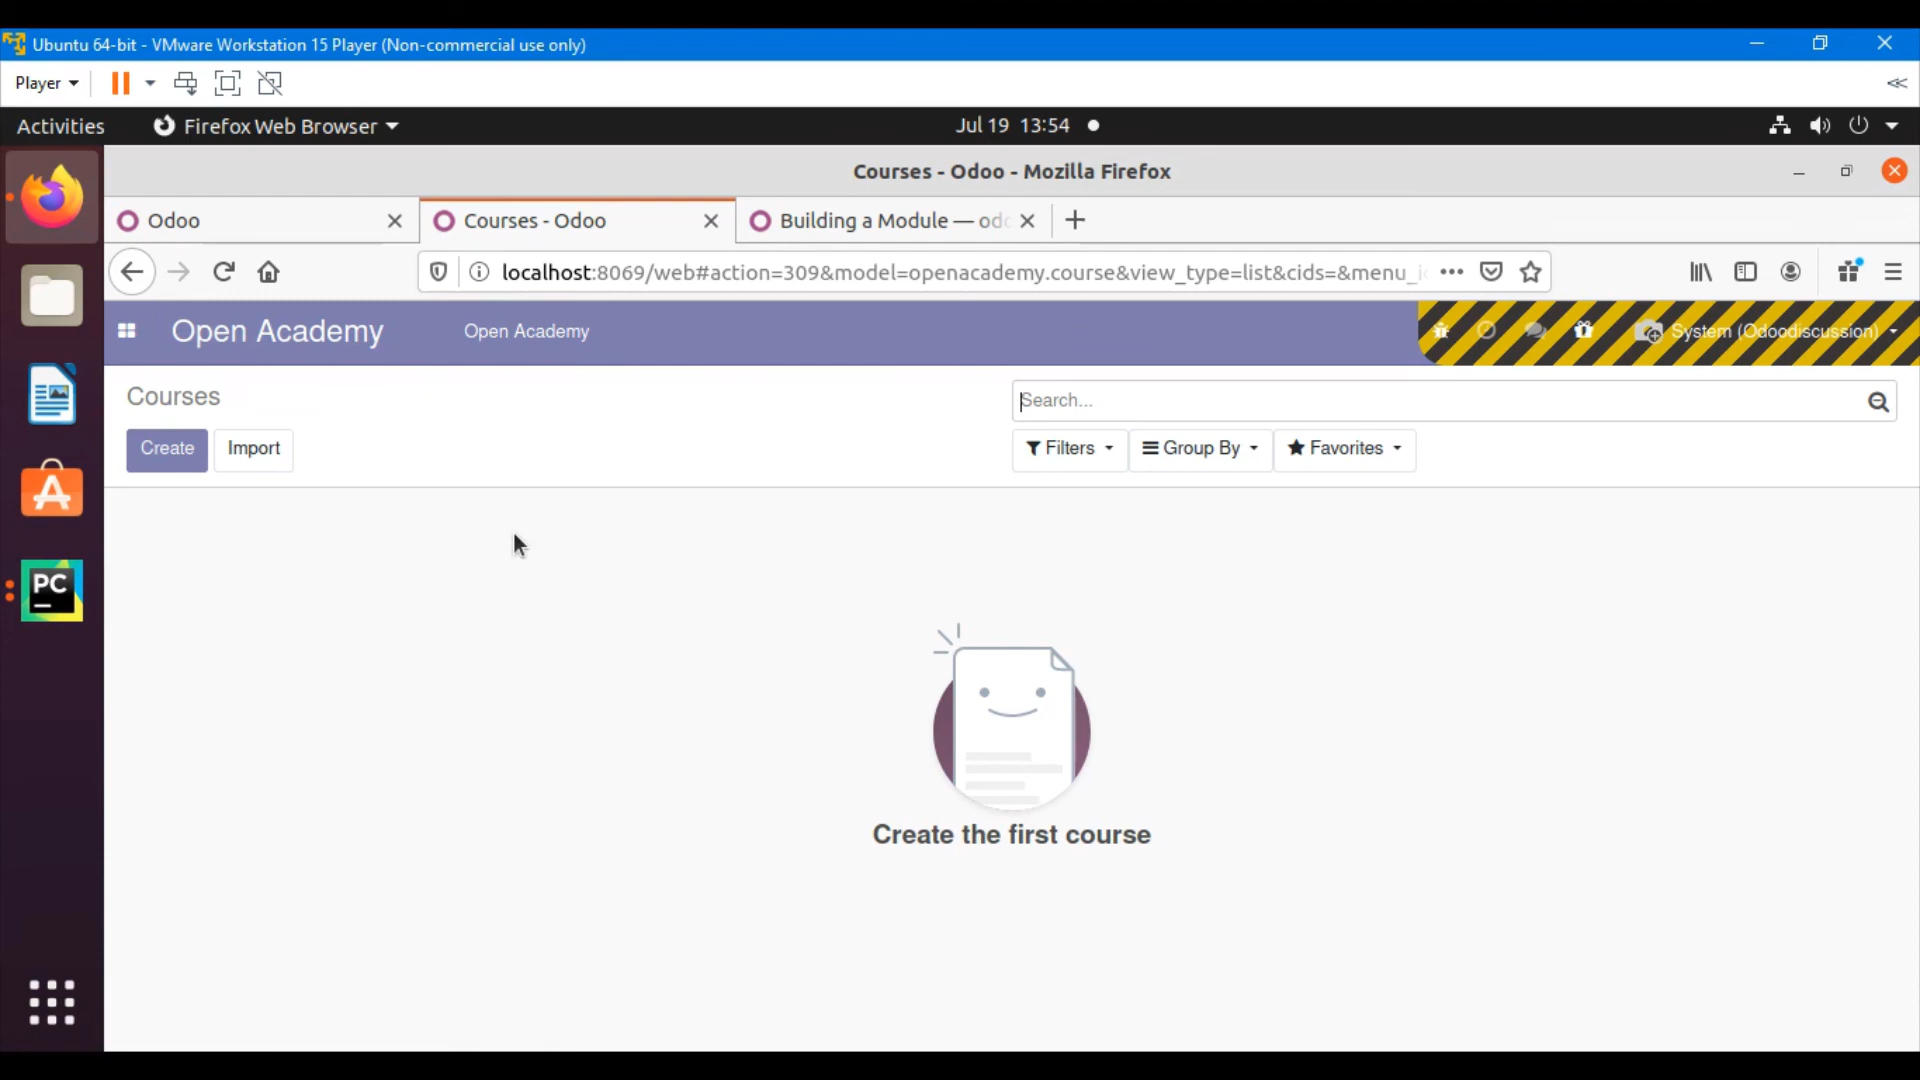 Ubuntu 64-bit - VMware Workstation 15 Player (Non-commercial use only)
Player
Activities
Firefox Web Browser
Jul 19 13:54
Courses - Odoo - Mozilla Firefox
Odoo
Courses - Odoo
Building a Module — odo
localhost:8069/web#action=309&model=openacademy.course&view_type=list&cids=&menu_i
Open Academy
Open Academy
System (Odoodiscussion)
Courses
Search...
Create
Import
Filters
Group By
Favorites
PC
Create the first course